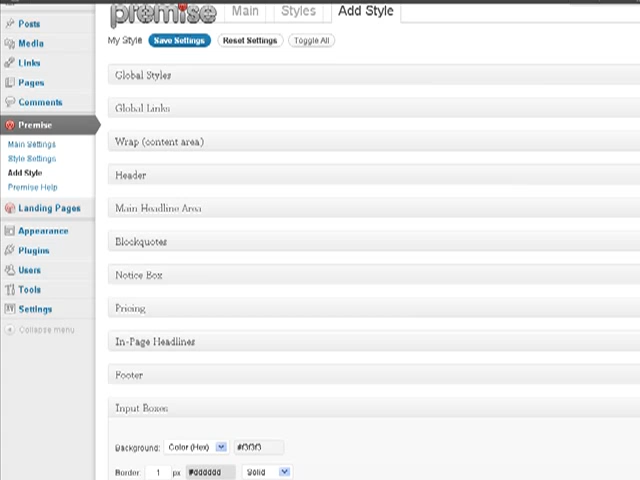 premise Main Styles Add Style
My Style Save Settings Reset Settings Toggle All
Posts
Media
Links
Pages
Comments
Premise
Main Settings
Style Settings
Add Style
Premise Help
Landing Pages
Appearance
Plugins
Users
Tools
Settings
Collapse menu
Global Styles
Global Links
Wrap (content area)
Header
Main Headline Area
Blockquotes
Notice Box
Pricing
In-Page Headlines
Footer
Input Boxes
Background: Color (Hex)
Border: 1 px #dddddd Solid